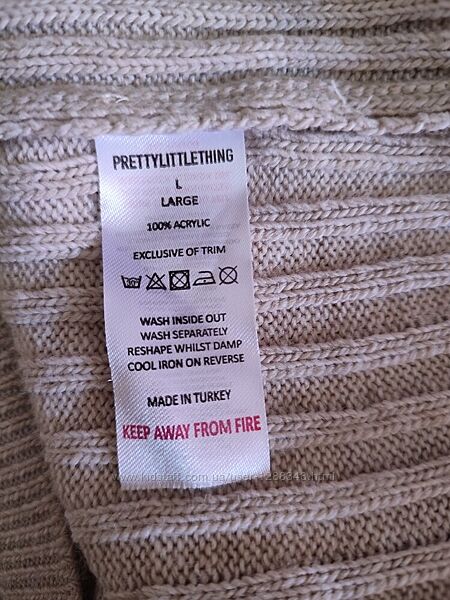 PRETTYLITTLETHING
L
LARGE
100% ACRYLIC
EXCLUSIVE OF TRIM
WASH INSIDE OUT
WASH SEPARATELY
RESHAPE WHILST DAMP
COOL IRON ON REVERSE
MADE IN TURKEY
KEEP AWAY FROM FIRE